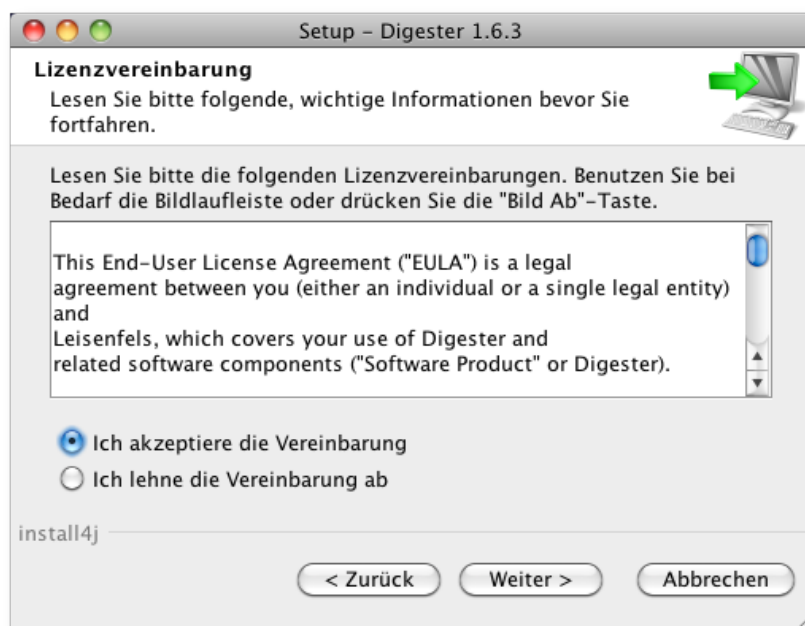 Setup – Digester 1.6.3
Lizenzvereinbarung
Lesen Sie bitte folgende, wichtige Informationen bevor Sie
fortfahren.
Lesen Sie bitte die folgenden Lizenzvereinbarungen. Benutzen Sie bei
Bedarf die Bildlaufleiste oder drücken Sie die "Bild Ab"-Taste.
This End-User License Agreement ("EULA") is a legal
agreement between you (either an individual or a single legal entity)
and
Leisenfels, which covers your use of Digester and
related software components ("Software Product" or Digester).
Ich akzeptiere die Vereinbarung
Ich lehne die Vereinbarung ab
install4j
< Zurück
Weiter >
Abbrechen